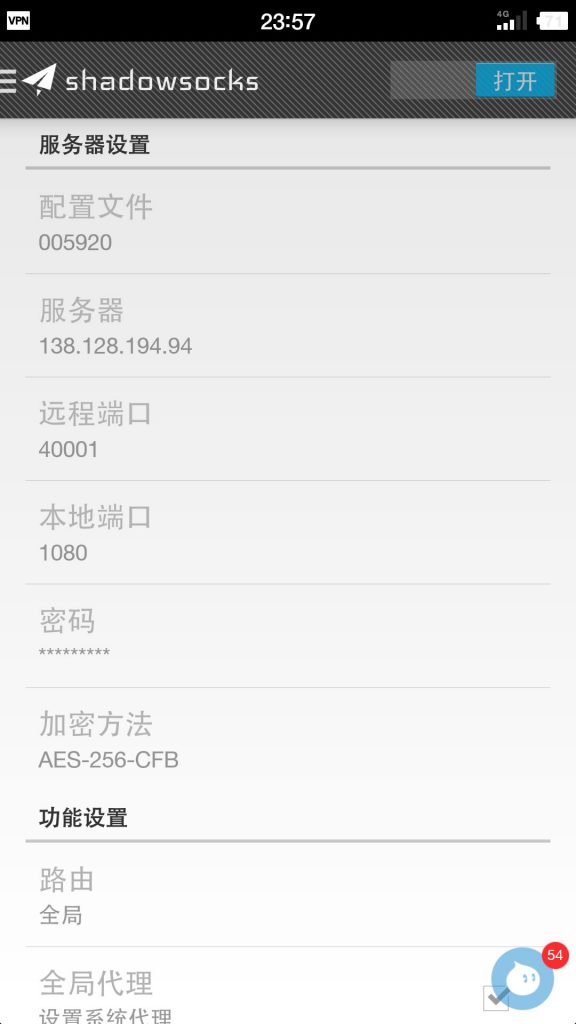 VPN
23:57
4G
71
shadowsocks
打开
服务器设置
配置文件
005920
服务器
138.128.194.94
远程端口
40001
本地端口
1080
密码
*********
加密方法
AES-256-CFB
功能设置
路由
全局
54
全局代理
设置系统代理